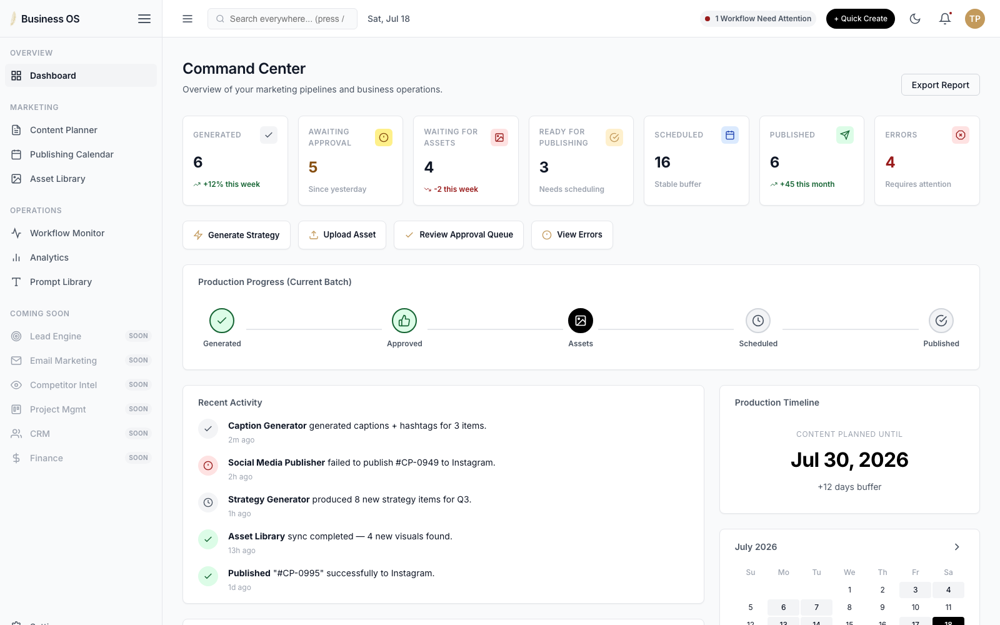 Business OS
Search everywhere... (press /
Sat, Jul 18
1 Workflow Need Attention
+ Quick Create
TP
OVERVIEW
Dashboard
MARKETING
Content Planner
Publishing Calendar
Asset Library
OPERATIONS
Workflow Monitor
Analytics
Prompt Library
COMING SOON
Lead Engine SOON
Email Marketing SOON
Competitor Intel SOON
Project Mgmt SOON
CRM SOON
Finance SOON
Command Center
Overview of your marketing pipelines and business operations.
Export Report
GENERATED
6
+12% this week
AWAITING
APPROVAL
5
Since yesterday
WAITING FOR
ASSETS
4
-2 this week
READY FOR
PUBLISHING
3
Needs scheduling
SCHEDULED
16
Stable buffer
PUBLISHED
6
+45 this month
ERRORS
4
Requires attention
Generate Strategy
Upload Asset
Review Approval Queue
View Errors
Production Progress (Current Batch)
Generated
Approved
Assets
Scheduled
Published
Recent Activity
Caption Generator generated captions + hashtags for 3 items.
2m ago
Social Media Publisher failed to publish #CP-0949 to Instagram.
2h ago
Strategy Generator produced 8 new strategy items for Q3.
1h ago
Asset Library sync completed — 4 new visuals found.
13h ago
Published "#CP-0995" successfully to Instagram.
1d ago
Production Timeline
CONTENT PLANNED UNTIL
Jul 30, 2026
+12 days buffer
July 2026
Su Mo Tu We Th Fr Sa
1 2 3 4
5 6 7 8 9 10 11
12 13 14 15 16 17 18